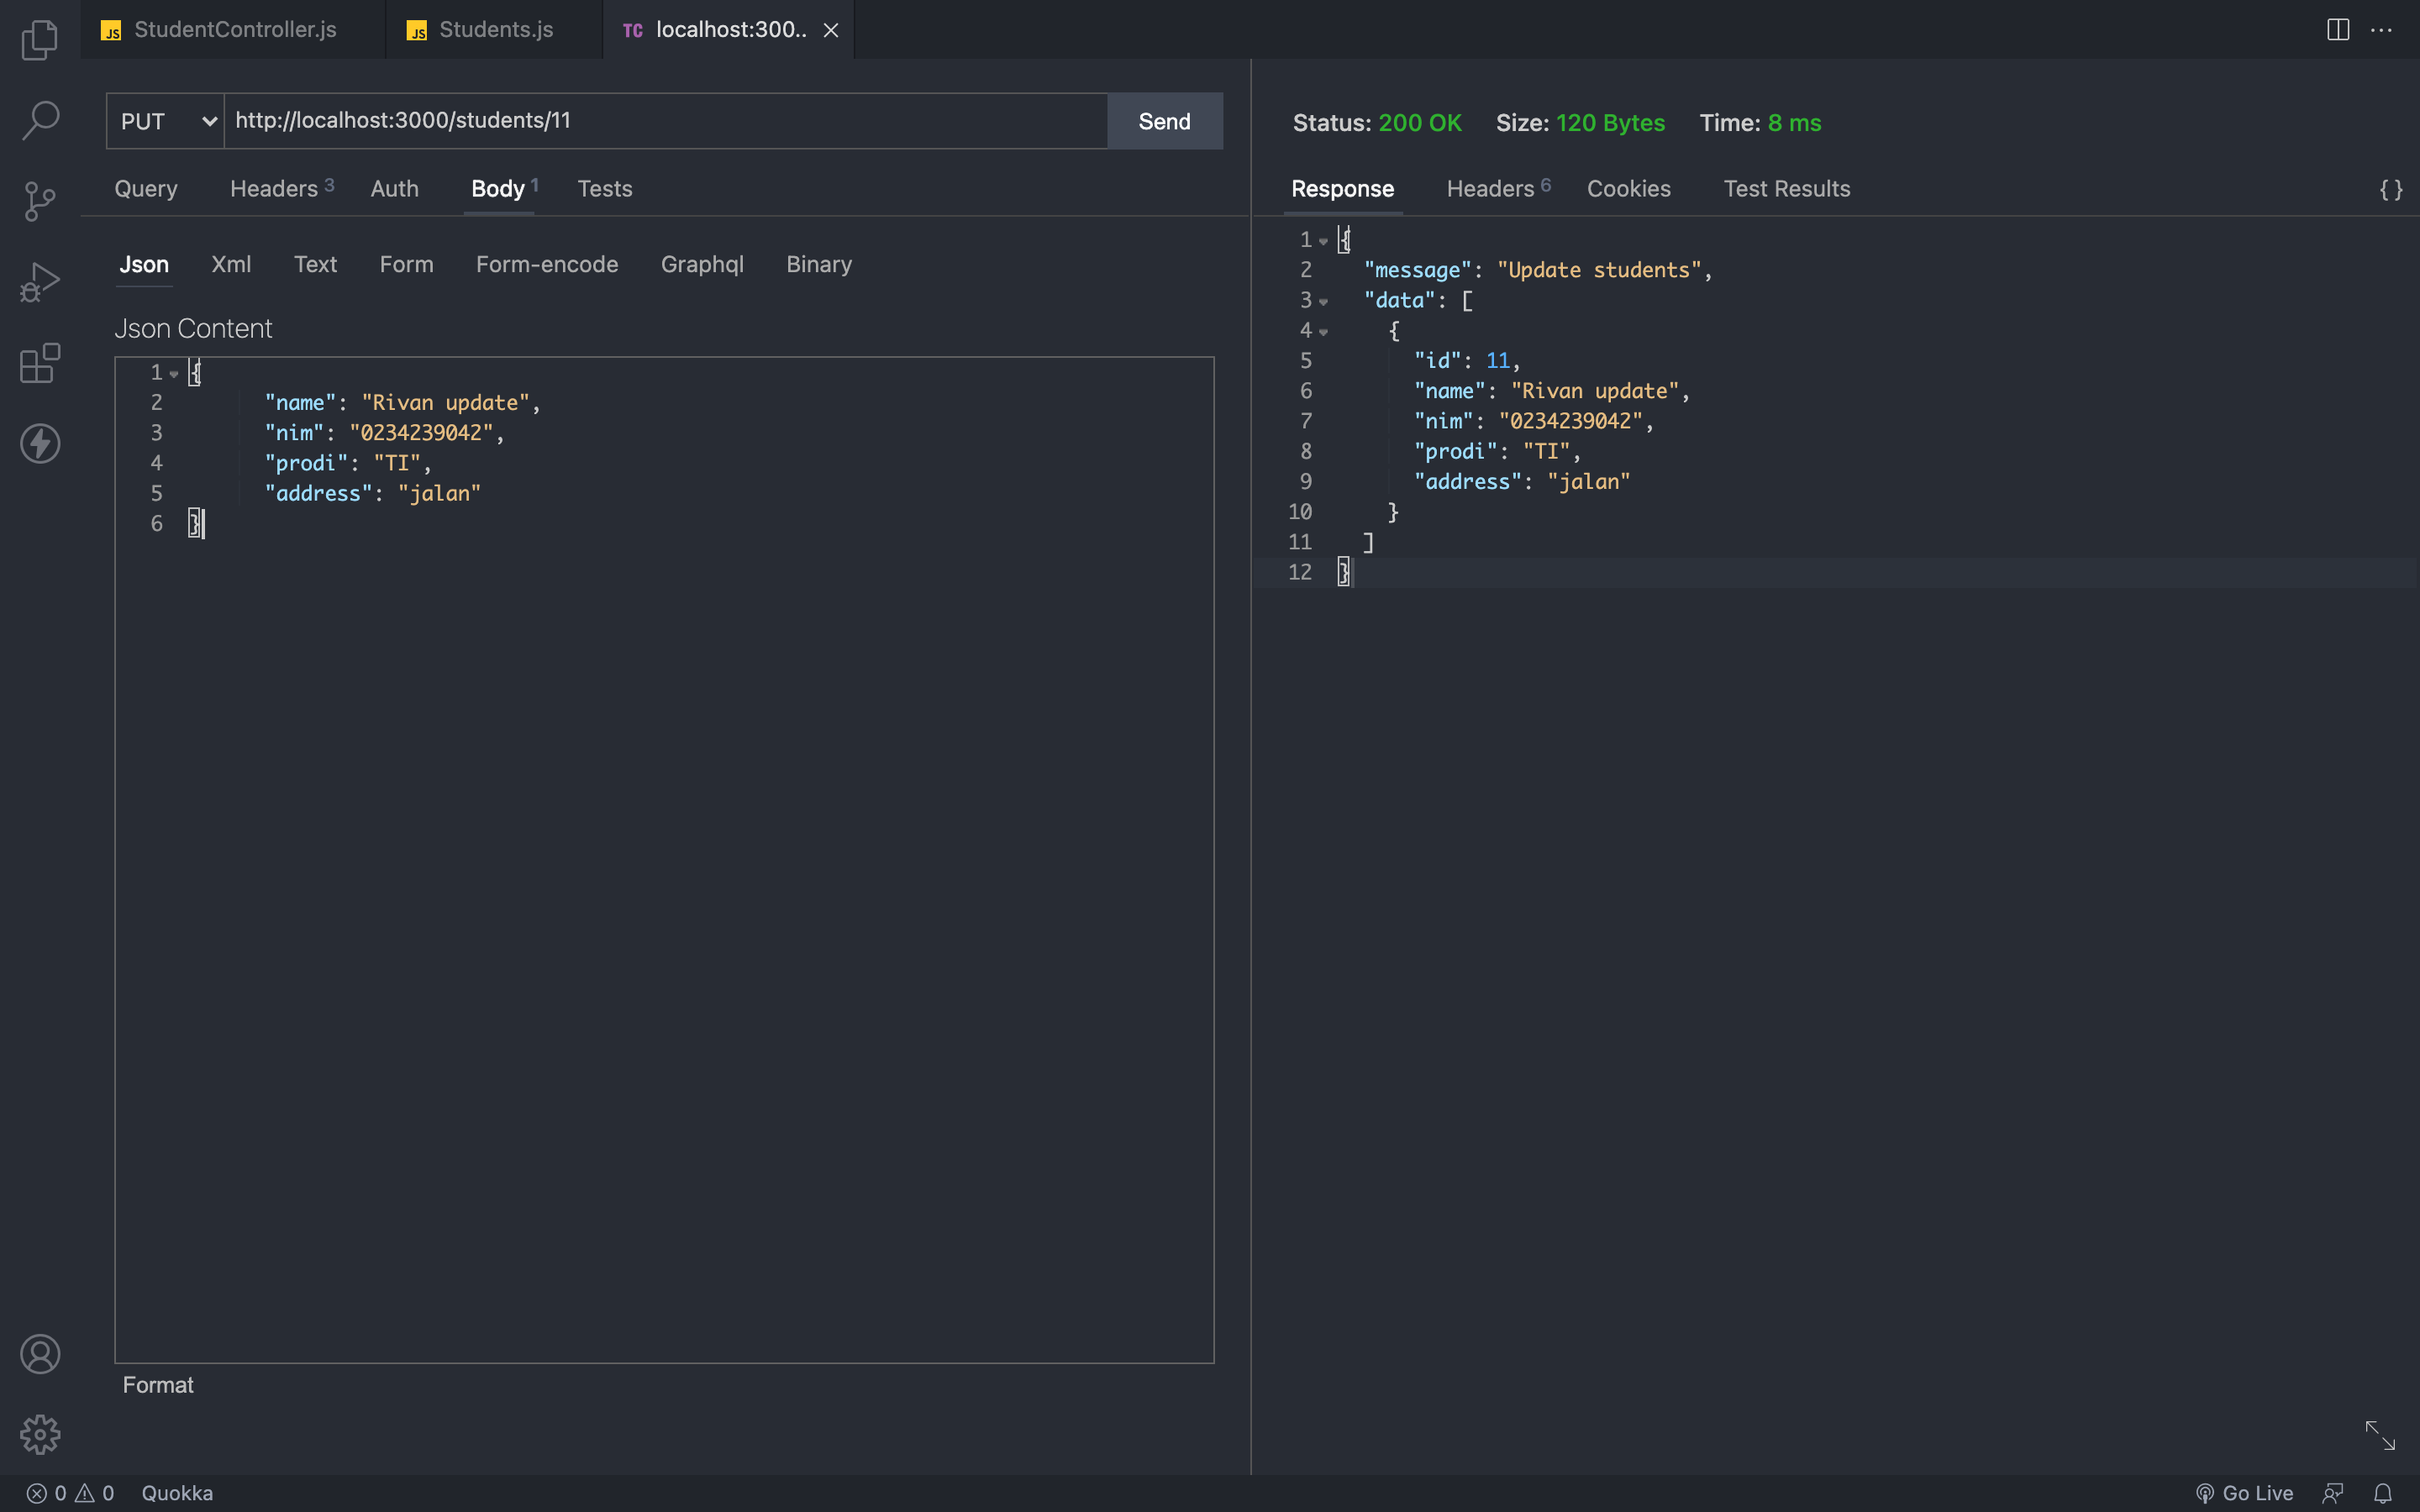 JS StudentController.js JS Students.js TC localhost:300..
PUT http://localhost:3000/students/11 Send
Query Headers 3 Auth Body 1 Tests
Json Xml Text Form Form-encode Graphql Binary
Json Content
1 {
2 "name": "Rivan update",
3 "nim": "0234239042",
4 "prodi": "TI",
5 "address": "jalan"
6 }
Format
Status: 200 OK Size: 120 Bytes Time: 8 ms
Response Headers 6 Cookies Test Results {}
1 {
2 "message": "Update students",
3 "data": [
4 {
5 "id": 11,
6 "name": "Rivan update",
7 "nim": "0234239042",
8 "prodi": "TI",
9 "address": "jalan"
10 }
11 ]
12 }
0 0 Quokka Go Live